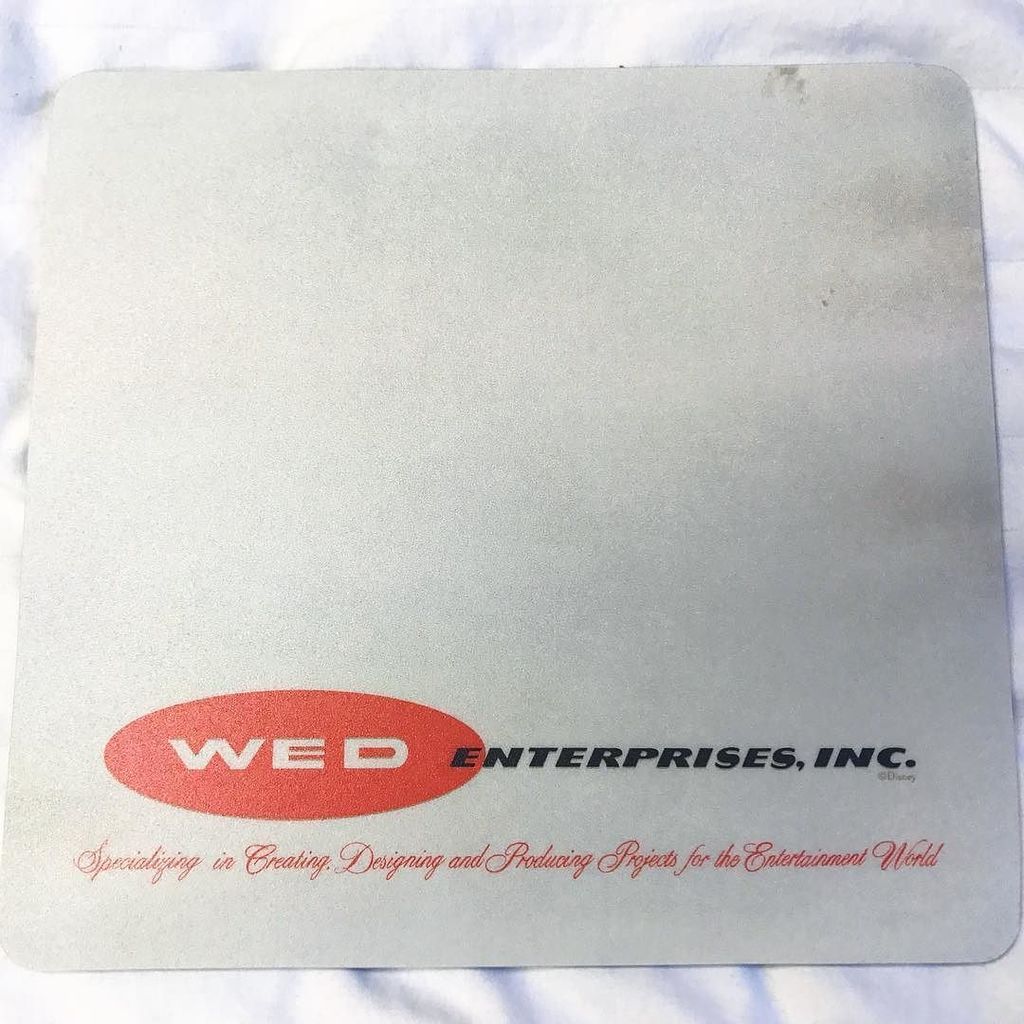 WED ENTERPRISES, INC.
©Disney
Specializing in Creating, Designing and Producing Projects for the Entertainment World